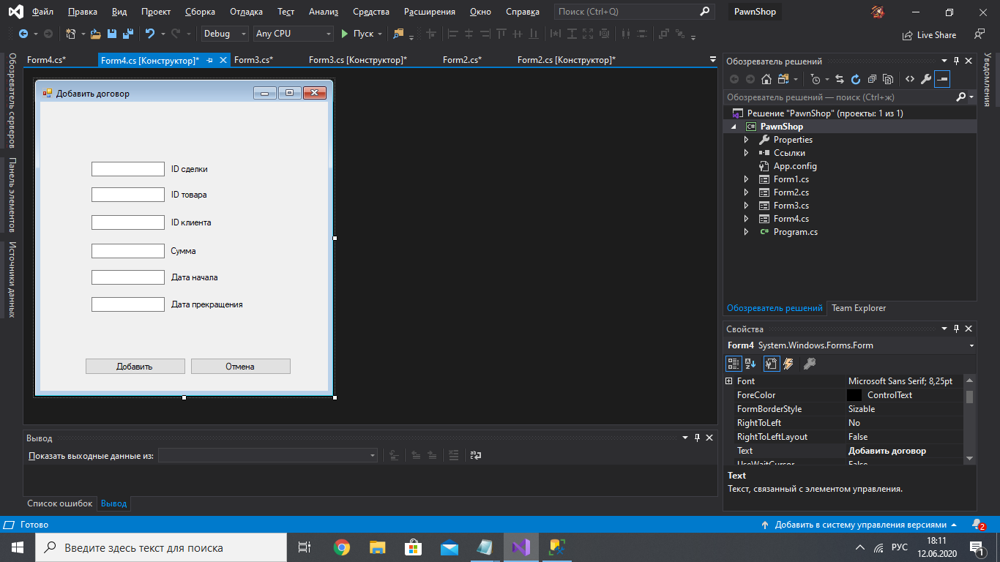 Файл Правка Вид Проект Сборка Отладка Тест Анализ Средства Расширения Окно Справка Поиск (Ctrl+Q) PawnShop
Debug Any CPU Пуск Live Share
Form4.cs* Form4.cs [Конструктор]* Form3.cs* Form3.cs [Конструктор]* Form2.cs* Form2.cs [Конструктор]*
Обозреватель серверов
Панель элементов
Источники данных
Добавить договор
ID сделки
ID товара
ID клиента
Сумма
Дата начала
Дата прекращения
Добавить Отмена
Вывод
Показать выходные данные из:
Список ошибок Вывод
Обозреватель решений
Обозреватель решений — поиск (Ctrl+ж)
Решение "PawnShop" (проекты: 1 из 1)
C# PawnShop
Properties
Ссылки
App.config
Form1.cs
Form2.cs
Form3.cs
Form4.cs
C# Program.cs
Обозреватель решений Team Explorer
Свойства
Form4 System.Windows.Forms.Form
Font Microsoft Sans Serif; 8,25pt
ForeColor ControlText
FormBorderStyle Sizable
RightToLeft No
RightToLeftLayout False
Text Добавить договор
UseWaitCursor False
Text
Текст, связанный с элементом управления.
Уведомления
Готово Добавить в систему управления версиями 2
Введите здесь текст для поиска РУС 18:11
12.06.2020 1